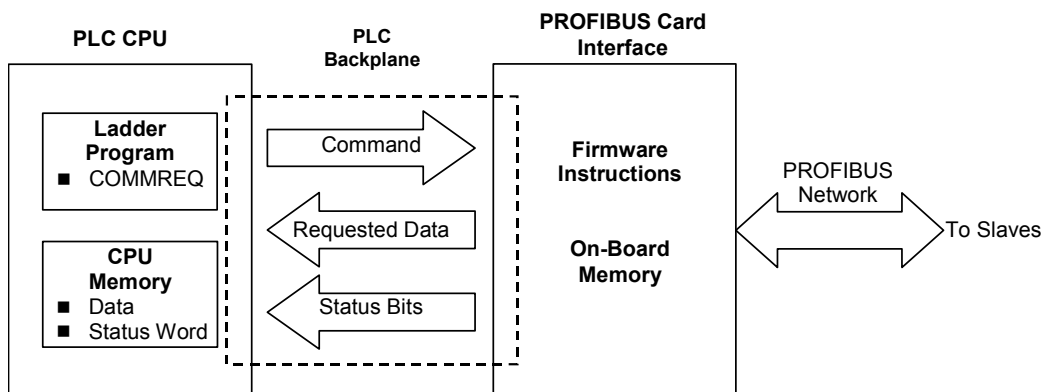 PLC CPU
PLC
Backplane
PROFIBUS Card
Interface
Ladder
Program
■ COMMREQ
CPU
Memory
■ Data
■ Status Word
Command
Requested Data
Status Bits
Firmware
Instructions
On-Board
Memory
PROFIBUS
Network
To Slaves